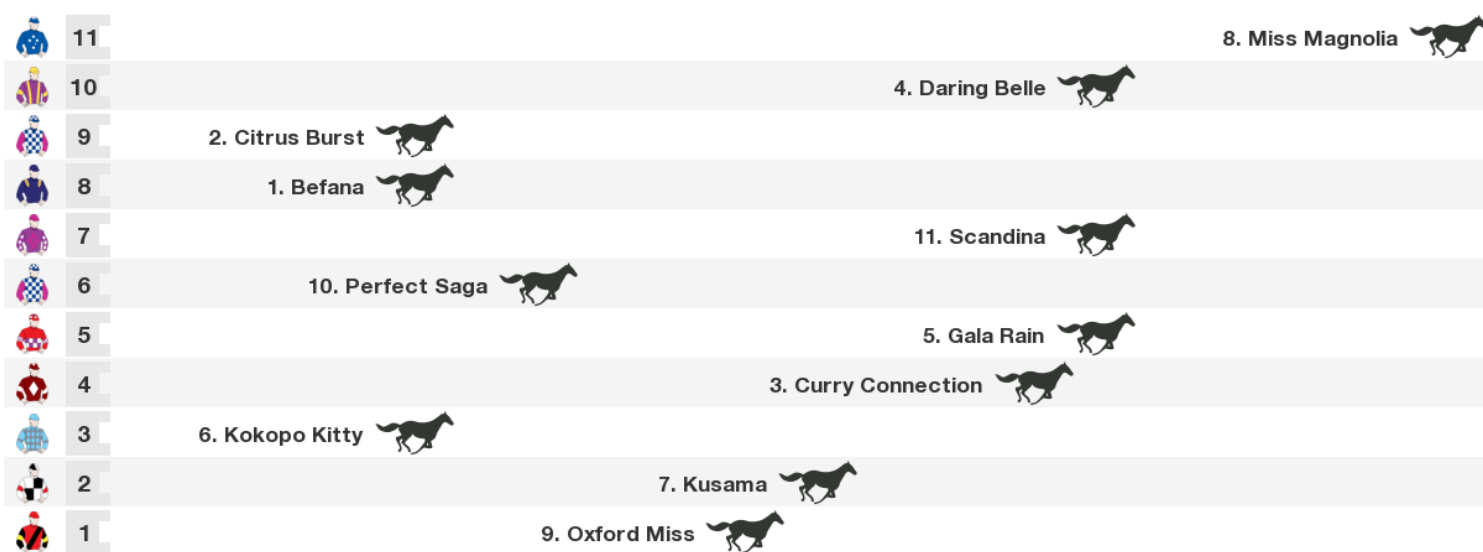 11 8. Miss Magnolia
10 4. Daring Belle
9 2. Citrus Burst
8 1. Befana
7 11. Scandina
6 10. Perfect Saga
5 5. Gala Rain
4 3. Curry Connection
3 6. Kokopo Kitty
2 7. Kusama
1 9. Oxford Miss